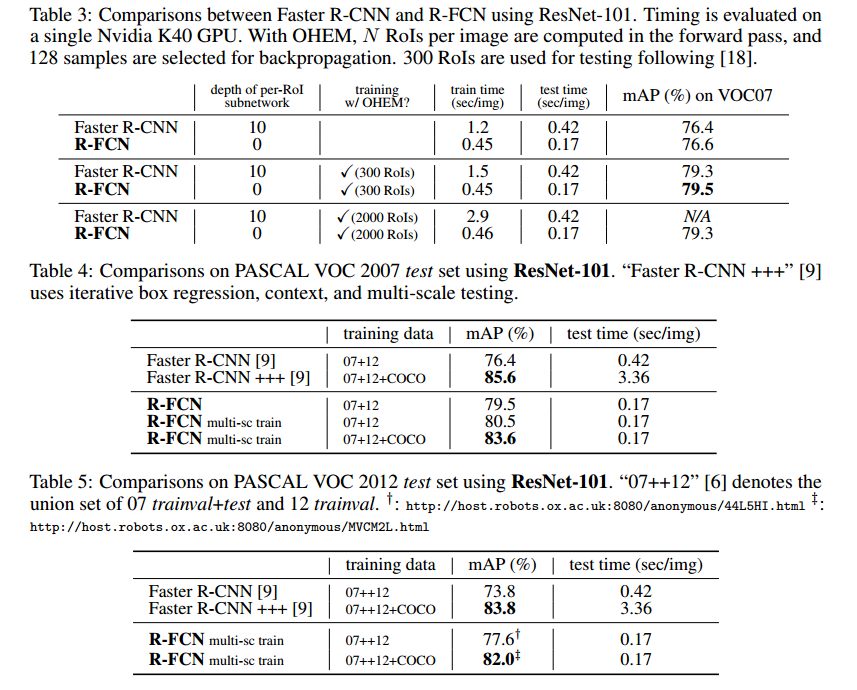 Table 3: Comparisons between Faster R-CNN and R-FCN using ResNet-101. Timing is evaluated on
a single Nvidia K40 GPU. With OHEM, N RoIs per image are computed in the forward pass, and
128 samples are selected for backpropagation. 300 RoIs are used for testing following [18].
depth of per-RoI subnetwork | training w/ OHEM? | train time (sec/img) | test time (sec/img) | mAP (%) on VOC07
Faster R-CNN | 10 | | 1.2 | 0.42 | 76.4
R-FCN | 0 | | 0.45 | 0.17 | 76.6
Faster R-CNN | 10 | ✓(300 RoIs) | 1.5 | 0.42 | 79.3
R-FCN | 0 | ✓(300 RoIs) | 0.45 | 0.17 | 79.5
Faster R-CNN | 10 | ✓(2000 RoIs) | 2.9 | 0.42 | N/A
R-FCN | 0 | ✓(2000 RoIs) | 0.46 | 0.17 | 79.3
Table 4: Comparisons on PASCAL VOC 2007 test set using ResNet-101. “Faster R-CNN +++” [9]
uses iterative box regression, context, and multi-scale testing.
training data | mAP (%) | test time (sec/img)
Faster R-CNN [9] | 07+12 | 76.4 | 0.42
Faster R-CNN +++ [9] | 07+12+COCO | 85.6 | 3.36
R-FCN | 07+12 | 79.5 | 0.17
R-FCN multi-sc train | 07+12 | 80.5 | 0.17
R-FCN multi-sc train | 07+12+COCO | 83.6 | 0.17
Table 5: Comparisons on PASCAL VOC 2012 test set using ResNet-101. “07++12” [6] denotes the
union set of 07 trainval+test and 12 trainval. †: http://host.robots.ox.ac.uk:8080/anonymous/44L5HI.html ‡:
http://host.robots.ox.ac.uk:8080/anonymous/MVCM2L.html
training data | mAP (%) | test time (sec/img)
Faster R-CNN [9] | 07++12 | 73.8 | 0.42
Faster R-CNN +++ [9] | 07++12+COCO | 83.8 | 3.36
R-FCN multi-sc train | 07++12 | 77.6† | 0.17
R-FCN multi-sc train | 07++12+COCO | 82.0‡ | 0.17